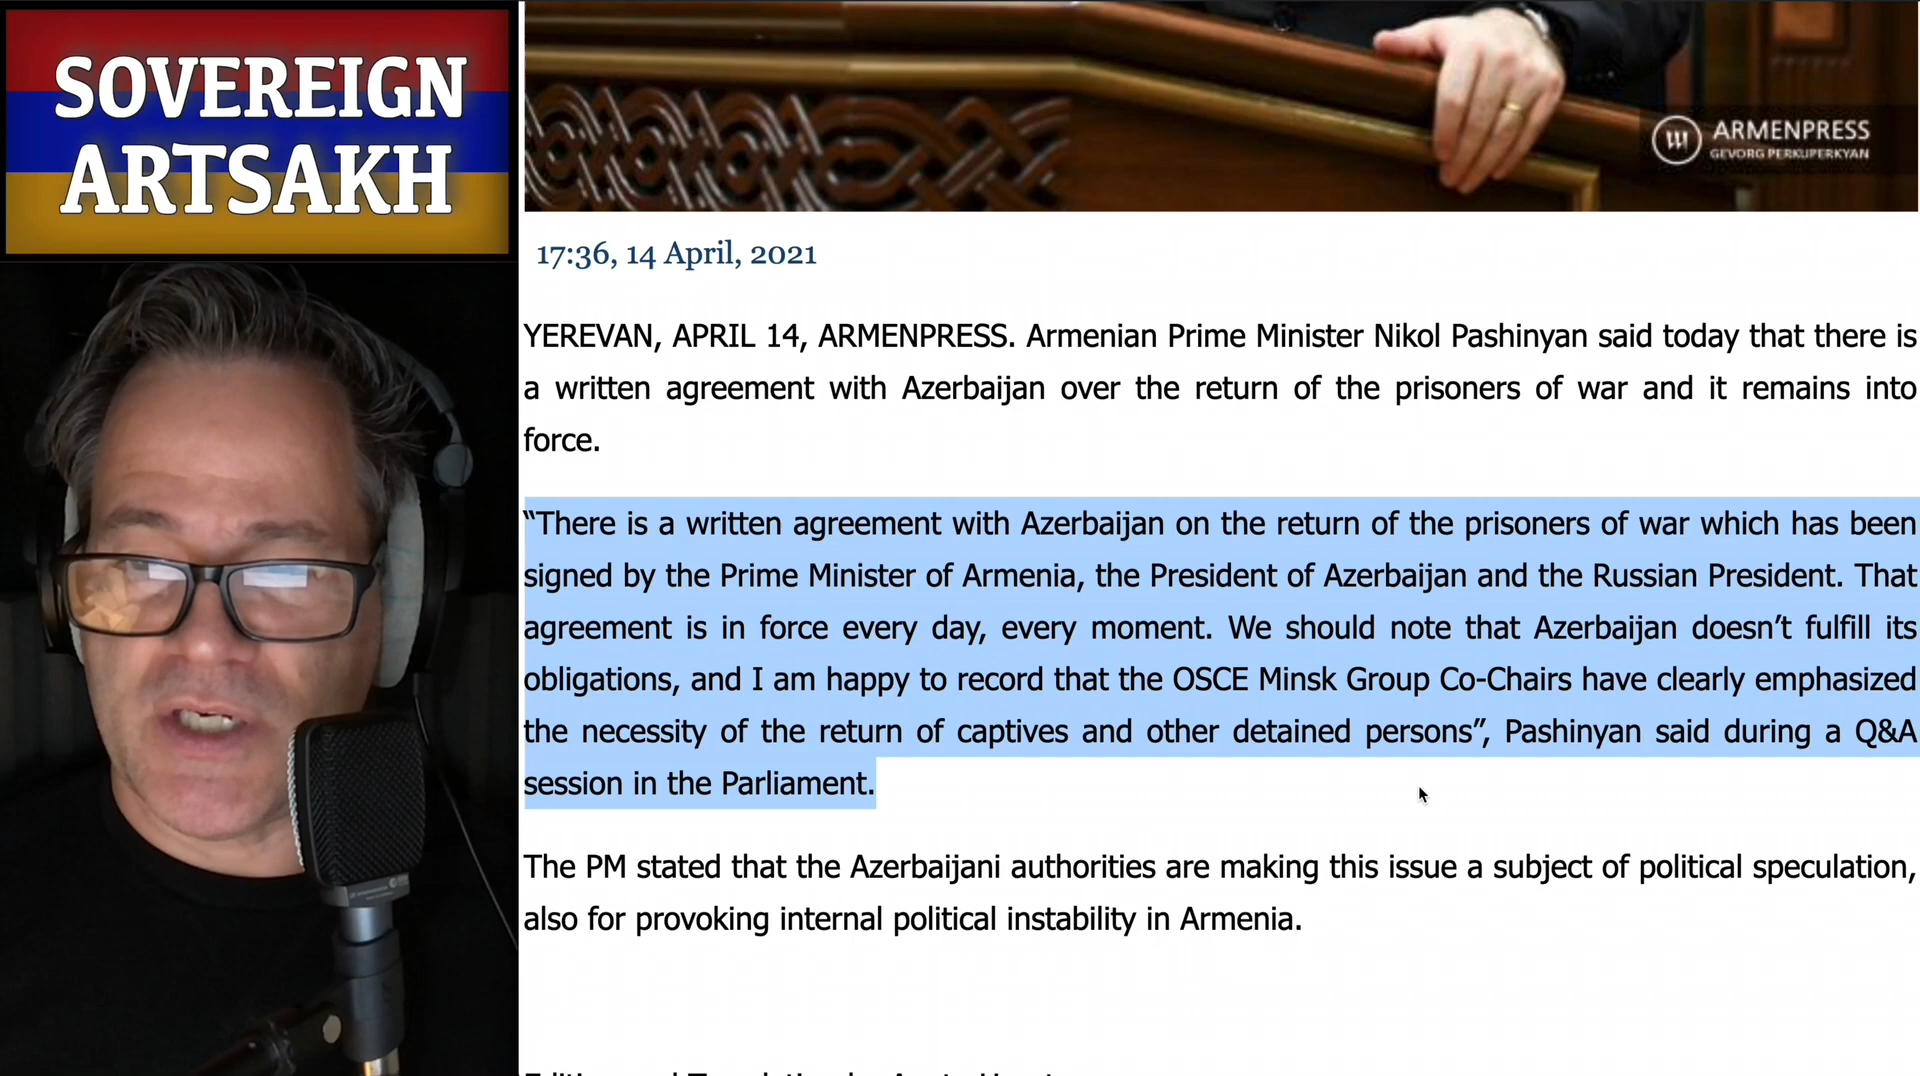 SOVEREIGN
ARTSAKH
ARMENPRESS
GEVORG PERKUPERKYAN
17:36, 14 April, 2021
YEREVAN, APRIL 14, ARMENPRESS. Armenian Prime Minister Nikol Pashinyan said today that there is
a written agreement with Azerbaijan over the return of the prisoners of war and it remains into
force.
“There is a written agreement with Azerbaijan on the return of the prisoners of war which has been
signed by the Prime Minister of Armenia, the President of Azerbaijan and the Russian President. That
agreement is in force every day, every moment. We should note that Azerbaijan doesn’t fulfill its
obligations, and I am happy to record that the OSCE Minsk Group Co-Chairs have clearly emphasized
the necessity of the return of captives and other detained persons”, Pashinyan said during a Q&A
session in the Parliament.
The PM stated that the Azerbaijani authorities are making this issue a subject of political speculation,
also for provoking internal political instability in Armenia.